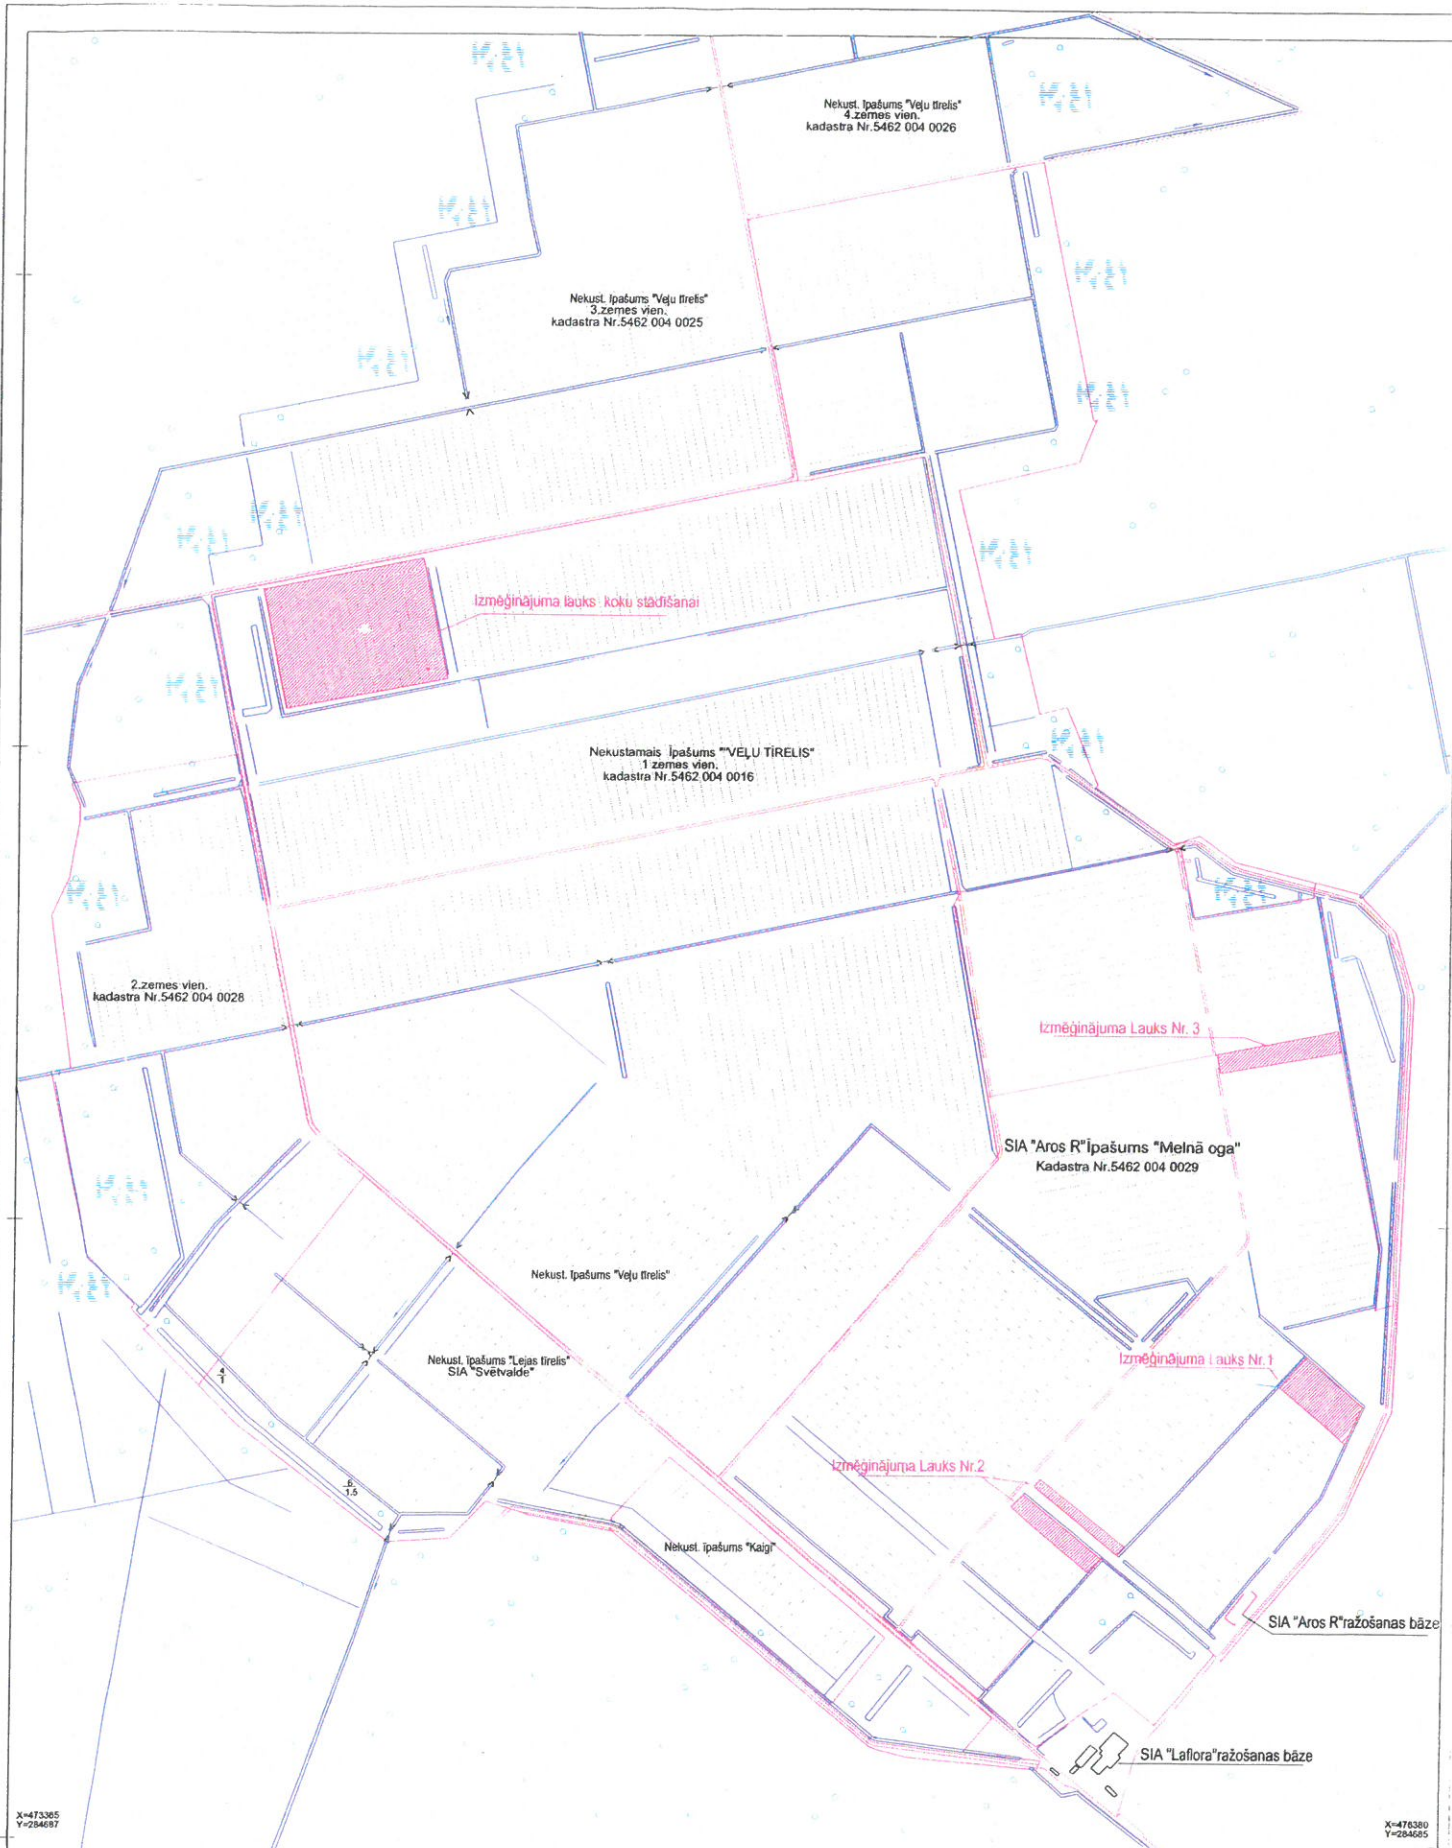 Nekust. īpašums "Veļu tīrelis"
4.zemes vien.
kadastra Nr.5462 004 0026
Nekust. īpašums "Veļu tīrelis"
3.zemes vien.
kadastra Nr.5462 004 0025
Izmēģinājuma lauks koku stādīšanai
Nekustamais īpašums ""VEĻU TĪRELIS"
1 zemes vien.
kadastra Nr.5462 004 0016
2.zemes vien.
kadastra Nr.5462 004 0028
Izmēģinājuma Lauks Nr. 3
SIA "Aros R"īpašums "Melnā oga"
Kadastra Nr.5462 004 0029
Nekust. īpašums "Veļu tīrelis"
Nekust. īpašums "Lejas tīrelis"
SIA "Svētvalde"
Izmēģinājuma Lauks Nr.1
4
1
Izmēģinājuma Lauks Nr.2
6
1.5
Nekust. īpašums "Kaigi"
SIA "Aros R"ražošanas bāze
SIA "Laflora"ražošanas bāze
X=473365
Y=284687
X=476380
Y=284685